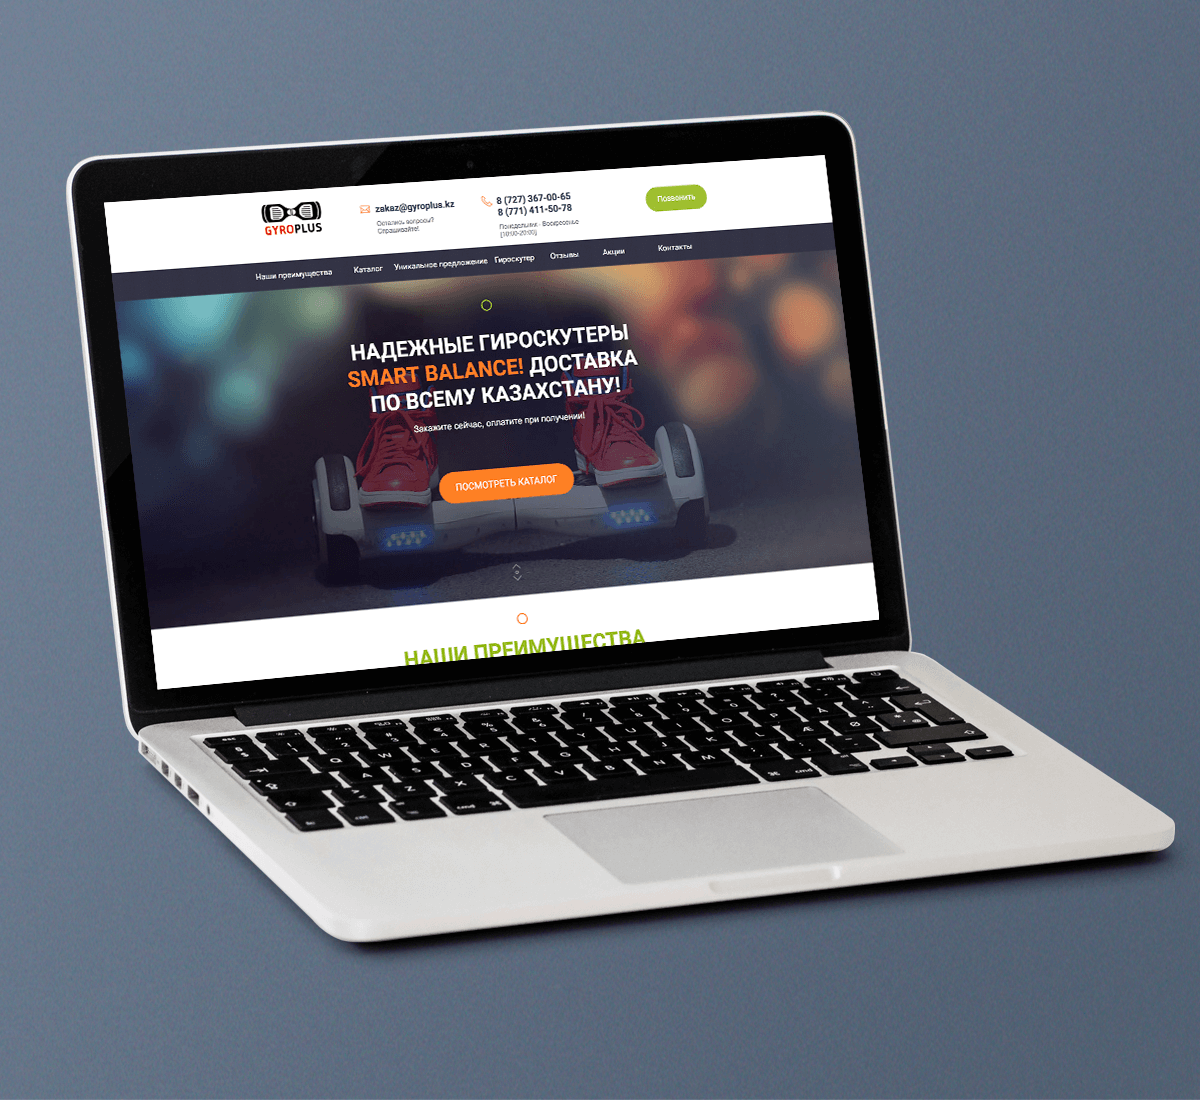 GYROPLUS
zakaz@gyroplus.kz
Остались вопросы?
Спрашивайте!
8 (727) 367-00-65
8 (771) 411-50-78
Понедельник - Воскресенье
[10:00-20:00]
Позвонить
Наши преимущества Каталог Уникальное предложение Гироскутер Отзывы Акции Контакты
НАДЕЖНЫЕ ГИРОСКУТЕРЫ
SMART BALANCE! ДОСТАВКА
ПО ВСЕМУ КАЗАХСТАНУ!
Закажите сейчас, оплатите при получении!
ПОСМОТРЕТЬ КАТАЛОГ
НАШИ ПРЕИМУЩЕСТВА
Q W E R T Y U I O P Å
A S D F G H J K L Æ Ø
Z X C V B N M
cmd cmd